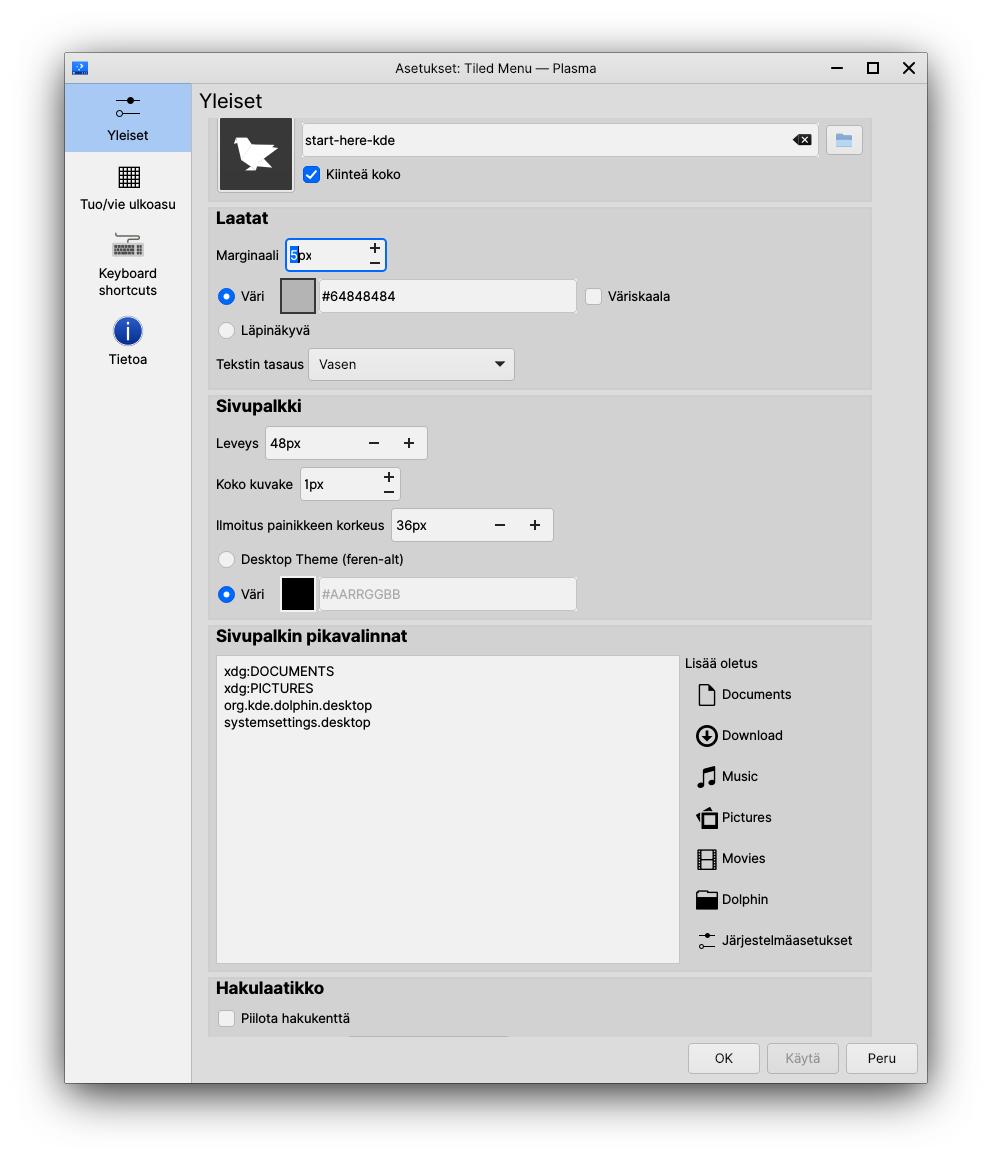 Asetukset: Tiled Menu — Plasma
Yleiset
Tuo/vie ulkoasu
Keyboard
shortcuts
Tietoa
Yleiset
start-here-kde
Kiinteä koko
Laatat
Marginaali 5px
Väri #64848484 Väriskaala
Läpinäkyvä
Tekstin tasaus Vasen
Sivupalkki
Leveys 48px
Koko kuvake 1px
Ilmoitus painikkeen korkeus 36px
Desktop Theme (feren-alt)
Väri #AARRGGBB
Sivupalkin pikavalinnat
xdg:DOCUMENTS
xdg:PICTURES
org.kde.dolphin.desktop
systemsettings.desktop
Lisää oletus
Documents
Download
Music
Pictures
Movies
Dolphin
Järjestelmäasetukset
Hakulaatikko
Piilota hakukenttä
OK Käytä Peru